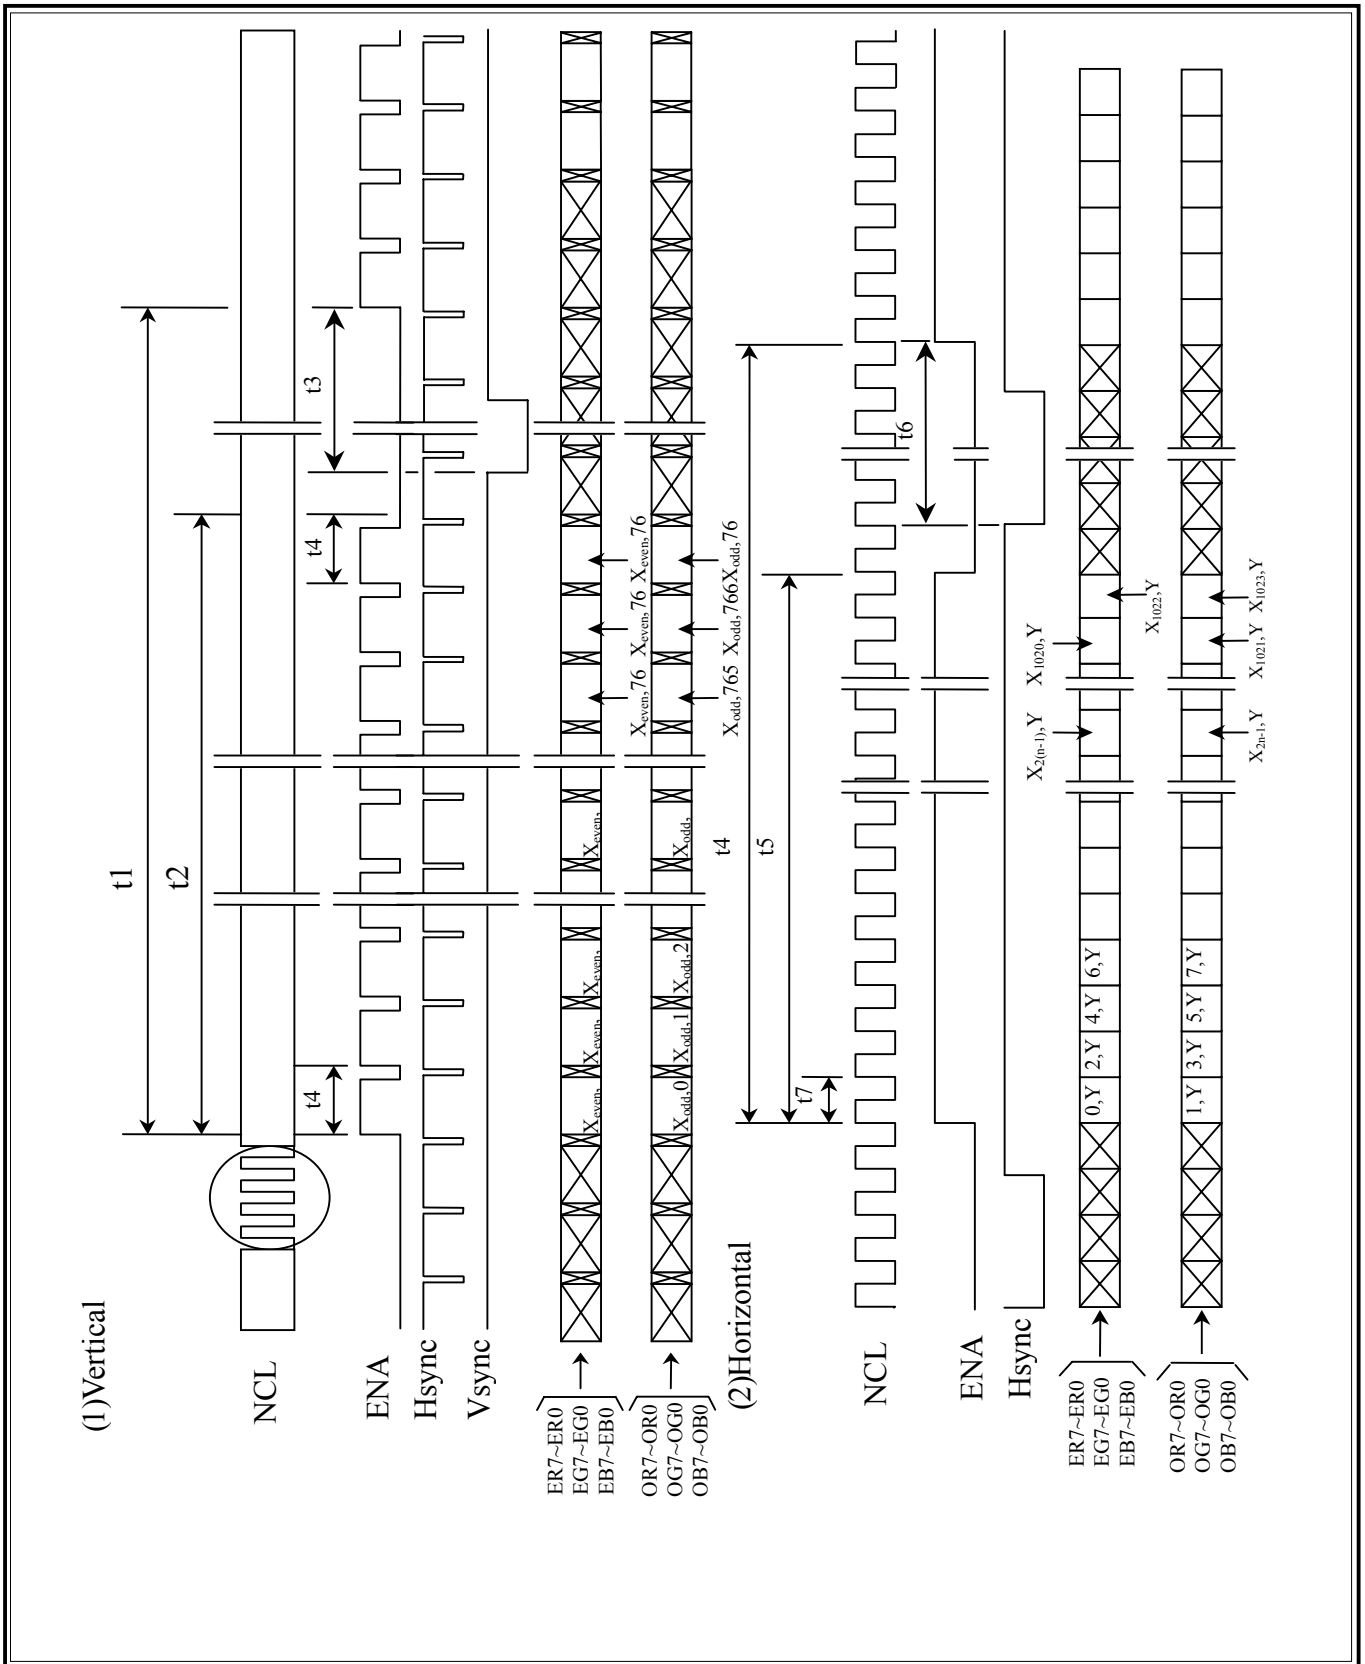 (1)Vertical
t1
t2
NCL
t3
t4
t4
ENA
Hsync
Vsync
ER7~ER0
EG7~EG0
EB7~EB0
Xeven,
Xeven,
Xeven,
Xeven,
Xeven,76
Xeven,76
Xeven,76
OR7~OR0
OG7~OG0
OB7~OB0
Xodd,0
Xodd,1
Xodd,2
Xodd,
Xodd,765
Xodd,766
Xodd,76
(2)Horizontal
t4
t5
t7
NCL
t6
ENA
Hsync
X2(n-1),Y
X1020,Y
ER7~ER0
EG7~EG0
EB7~EB0
0,Y 2,Y 4,Y 6,Y
X1022,Y
OR7~OR0
OG7~OG0
OB7~OB0
1,Y 3,Y 5,Y 7,Y
X2n-1,Y
X1021,Y
X1023,Y